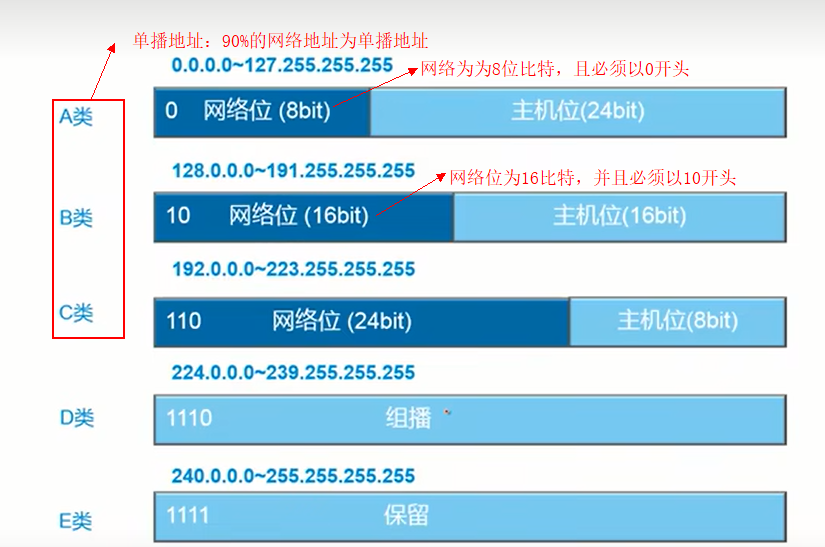 单播地址：90%的网络地址为单播地址
0.0.0.0~127.255.255.255
网络为为8位比特，且必须以0开头
A类
0 网络位 (8bit)
主机位(24bit)
128.0.0.0~191.255.255.255
网络位为16比特，并且必须以10开头
B类
10 网络位 (16bit)
主机位(16bit)
192.0.0.0~223.255.255.255
C类
110 网络位 (24bit)
主机位(8bit)
224.0.0.0~239.255.255.255
D类
1110 组播
240.0.0.0~255.255.255.255
E类
1111 保留